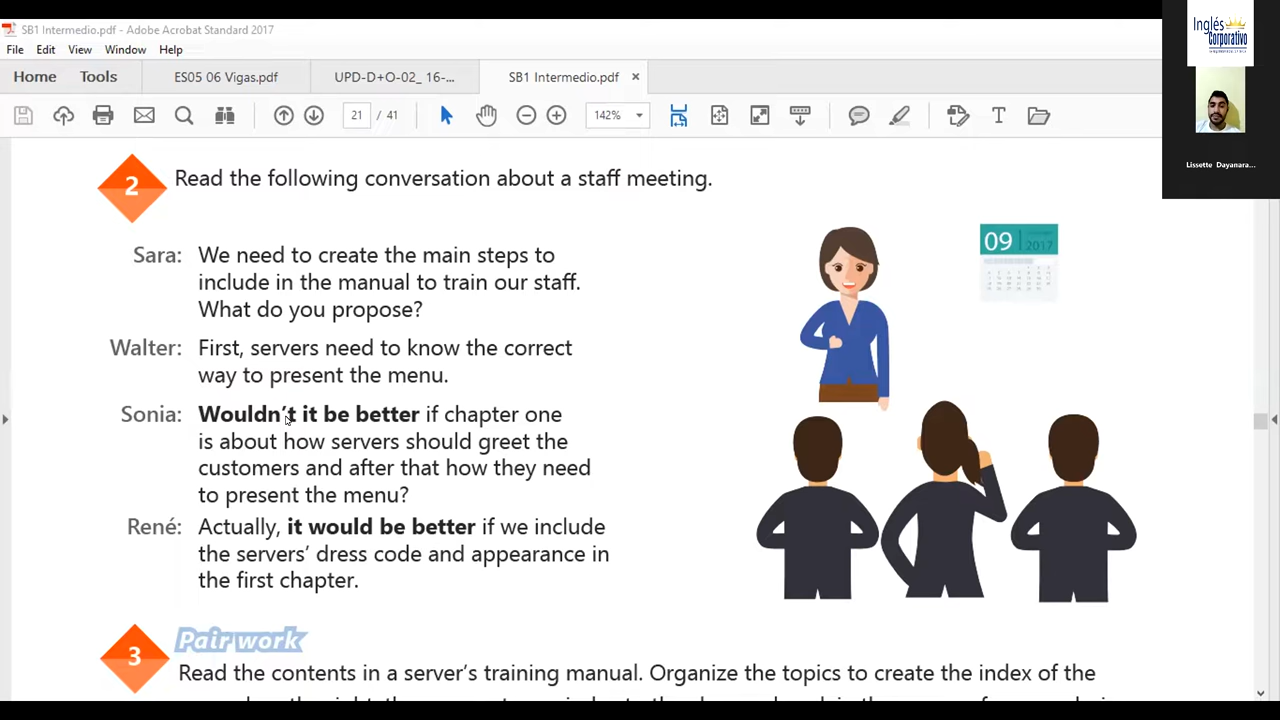 SB1 Intermedio.pdf - Adobe Acrobat Standard 2017
File Edit View Window Help
Home Tools ES05 06 Vigas.pdf UPD-D+O-02_ 16-... SB1 Intermedio.pdf ×
21 / 41 142%
Inglés
Corporativo
Lissette Dayanara...
2 Read the following conversation about a staff meeting.
Sara: We need to create the main steps to
include in the manual to train our staff.
What do you propose?
09 2017
Walter: First, servers need to know the correct
way to present the menu.
Sonia: Wouldn't it be better if chapter one
is about how servers should greet the
customers and after that how they need
to present the menu?
René: Actually, it would be better if we include
the servers' dress code and appearance in
the first chapter.
3 Pair work
Read the contents in a server's training manual. Organize the topics to create the index of the